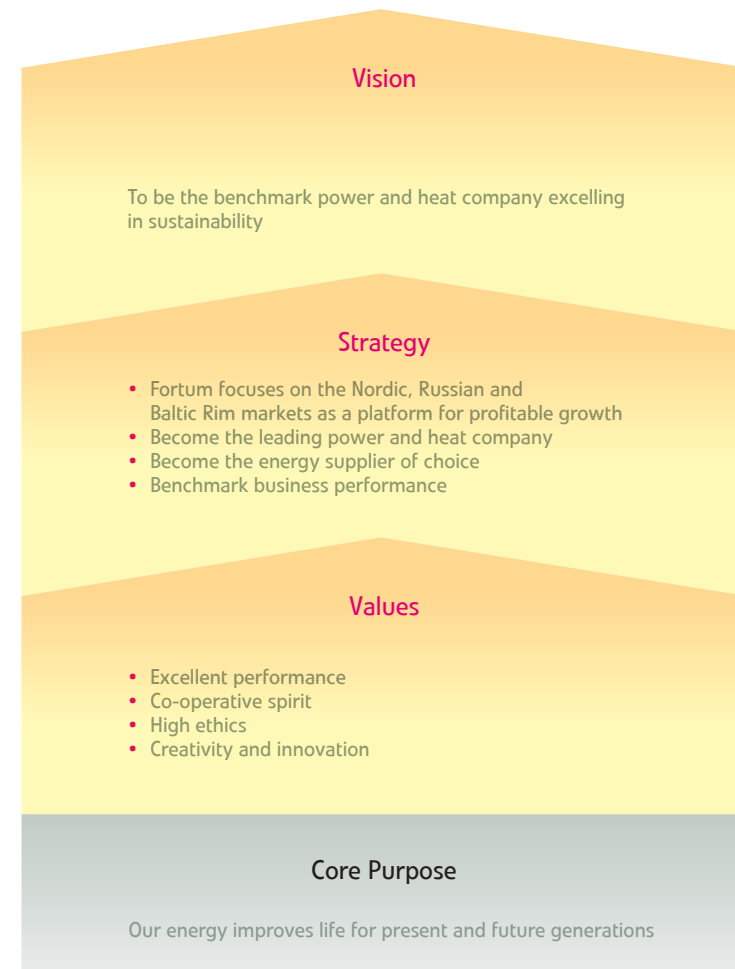 Vision
To be the benchmark power and heat company excelling
in sustainability
Strategy
• Fortum focuses on the Nordic, Russian and
Baltic Rim markets as a platform for profitable growth
• Become the leading power and heat company
• Become the energy supplier of choice
• Benchmark business performance
Values
• Excellent performance
• Co-operative spirit
• High ethics
• Creativity and innovation
Core Purpose
Our energy improves life for present and future generations